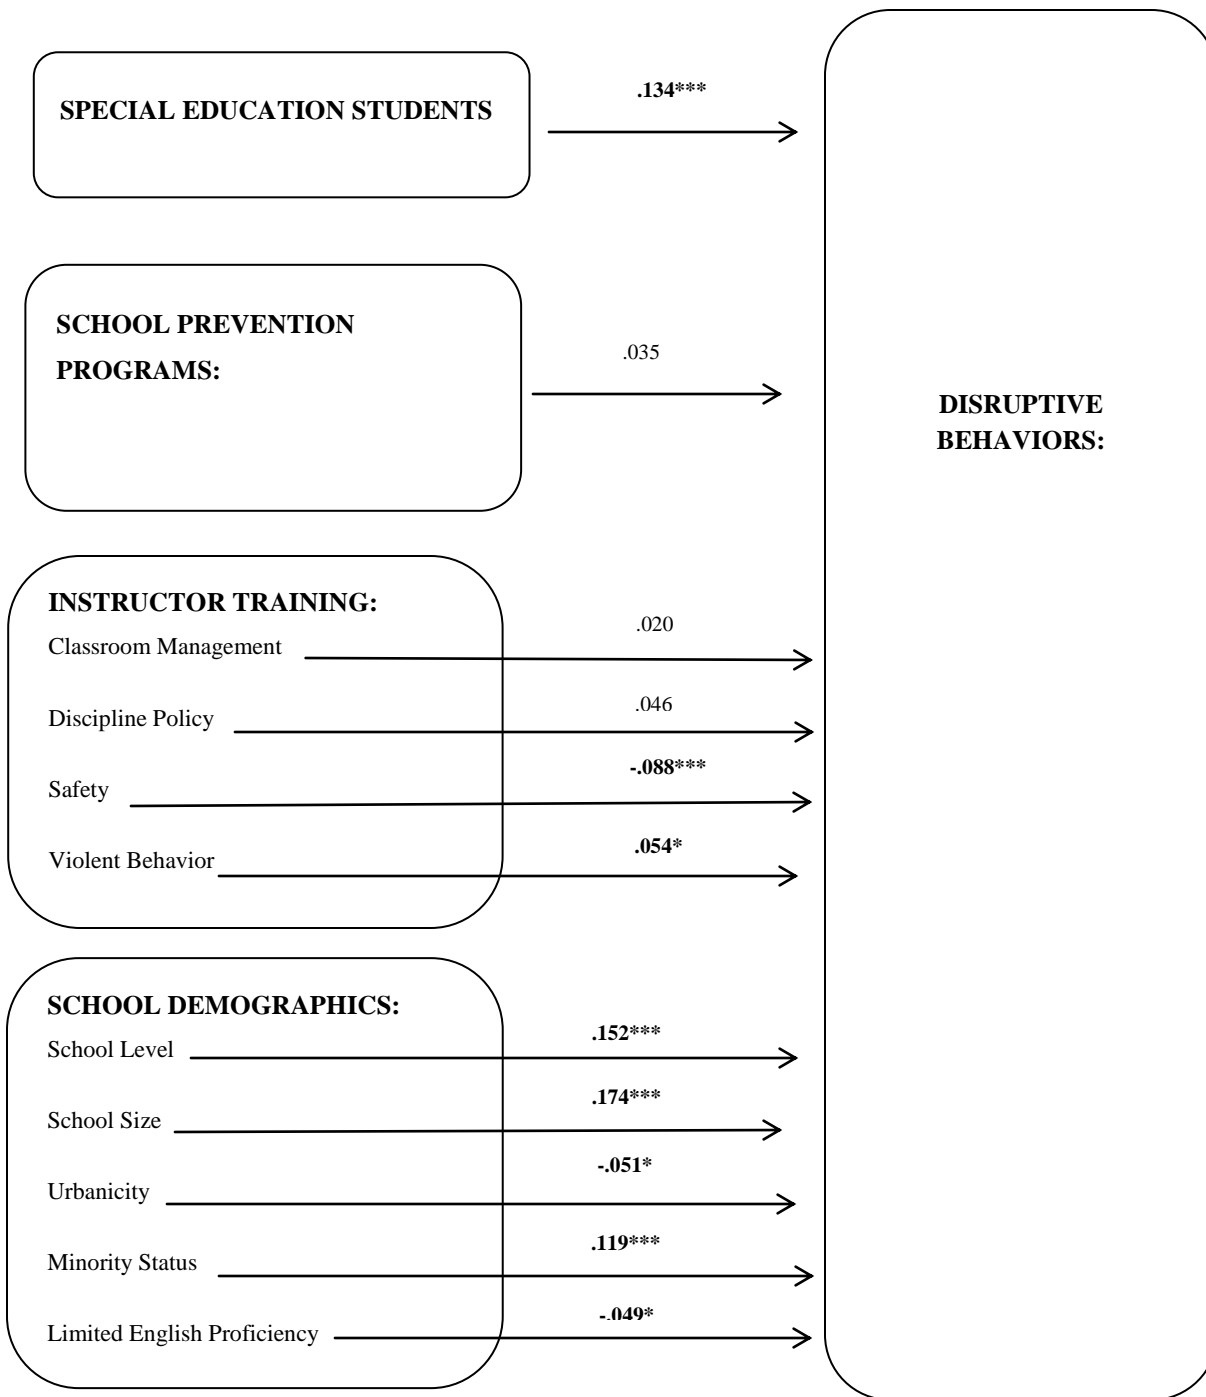 SPECIAL EDUCATION STUDENTS
.134***
SCHOOL PREVENTION
PROGRAMS:
.035
DISRUPTIVE
BEHAVIORS:
INSTRUCTOR TRAINING:
Classroom Management
.020
Discipline Policy
.046
Safety
-.088***
Violent Behavior
.054*
SCHOOL DEMOGRAPHICS:
School Level
.152***
School Size
.174***
Urbanicity
-.051*
Minority Status
.119***
Limited English Proficiency
-.049*